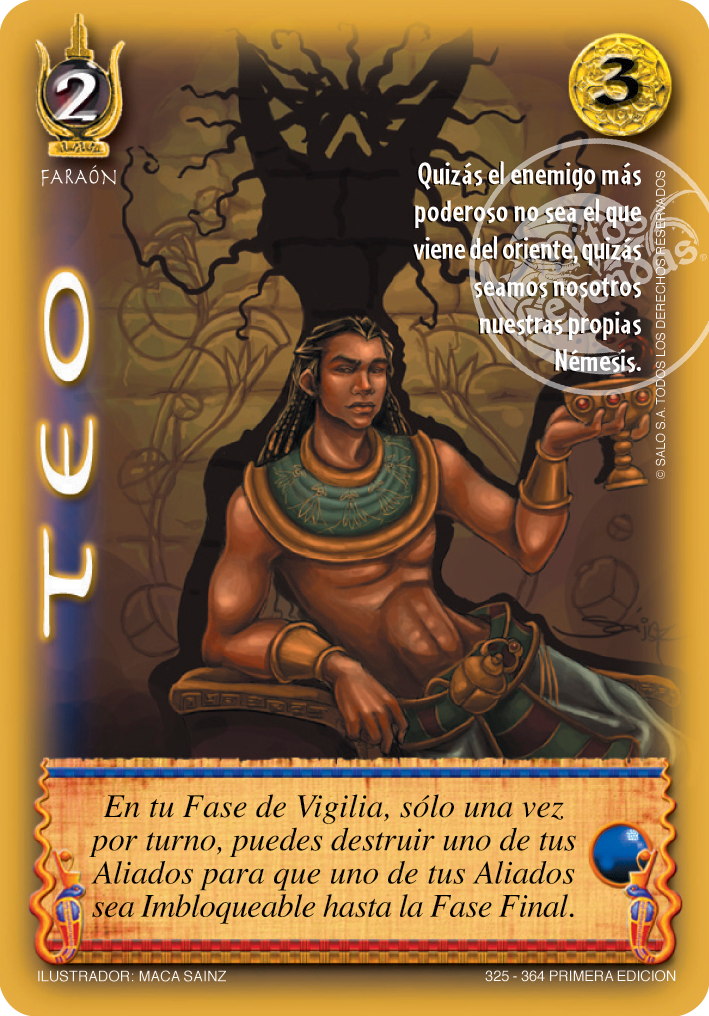 2
3
FARAÓN
Quizás el enemigo más
poderoso no sea el que
viene del oriente, quizás
seamos nosotros
nuestras propias
Némesis.
Mitos
y
Leyendas
©
© SALO S.A. TODOS LOS DERECHOS RESERVADOS
TEO
Sáinz
En tu Fase de Vigilia, sólo una vez
por turno, puedes destruir uno de tus
Aliados para que uno de tus Aliados
sea Imbloqueable hasta la Fase Final.
ILUSTRADOR: MACA SAINZ
325 - 364 PRIMERA EDICION